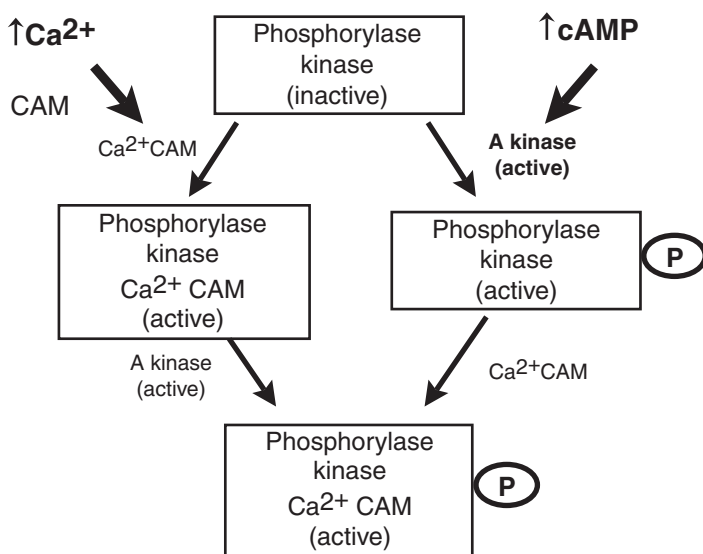 ↑Ca2+
CAM
Ca2+CAM
Phosphorylase
kinase
(inactive)
↑cAMP
A kinase
(active)
Phosphorylase
kinase
Ca2+ CAM
(active)
Phosphorylase
kinase
(active)
P
A kinase
(active)
Ca2+CAM
Phosphorylase
kinase
Ca2+ CAM
(active)
P